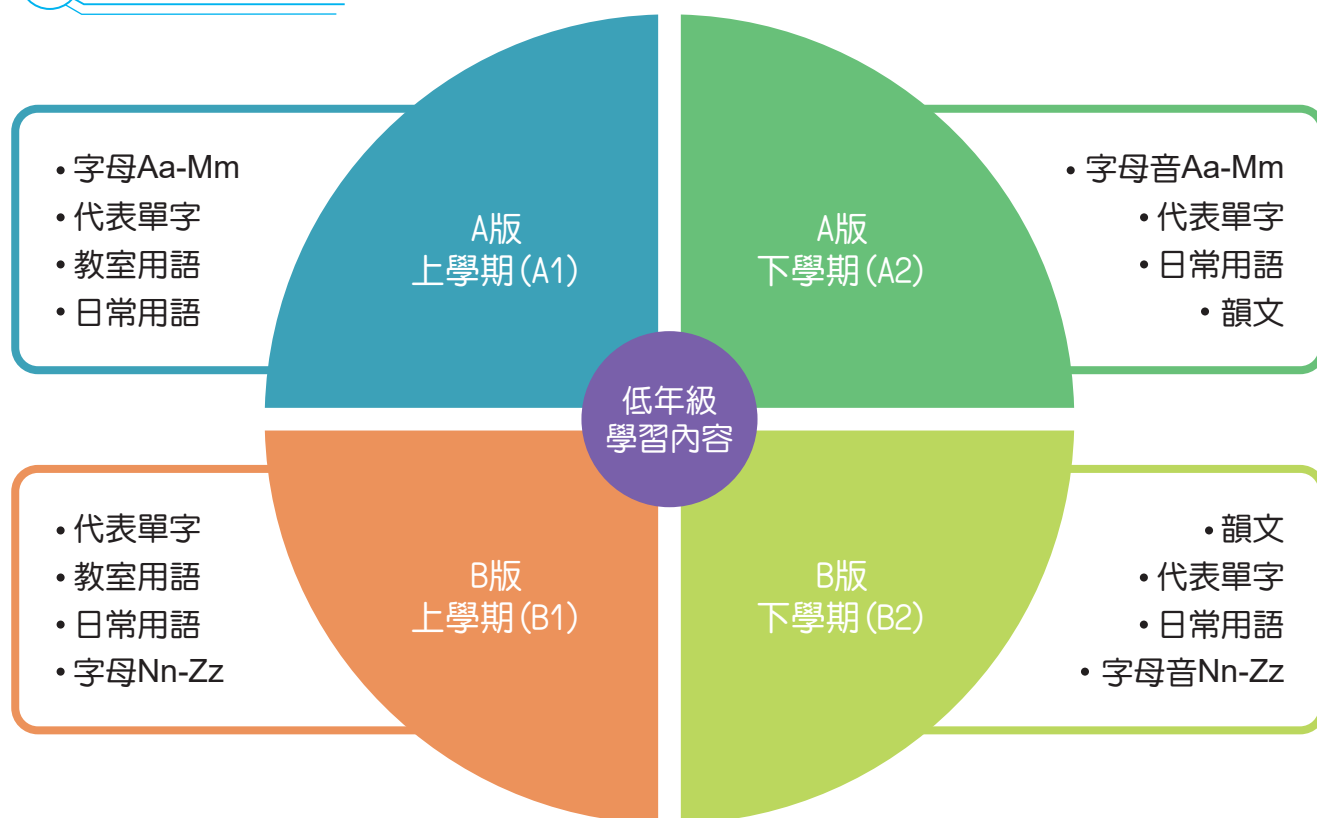 • 字母Aa-Mm
• 代表單字
• 教室用語
• 日常用語
A版
上學期(A1)
A版
下學期(A2)
• 字母音Aa-Mm
• 代表單字
• 日常用語
• 韻文
低年級
學習內容
• 代表單字
• 教室用語
• 日常用語
• 字母Nn-Zz
B版
上學期(B1)
B版
下學期(B2)
• 韻文
• 代表單字
• 日常用語
• 字母音Nn-Zz